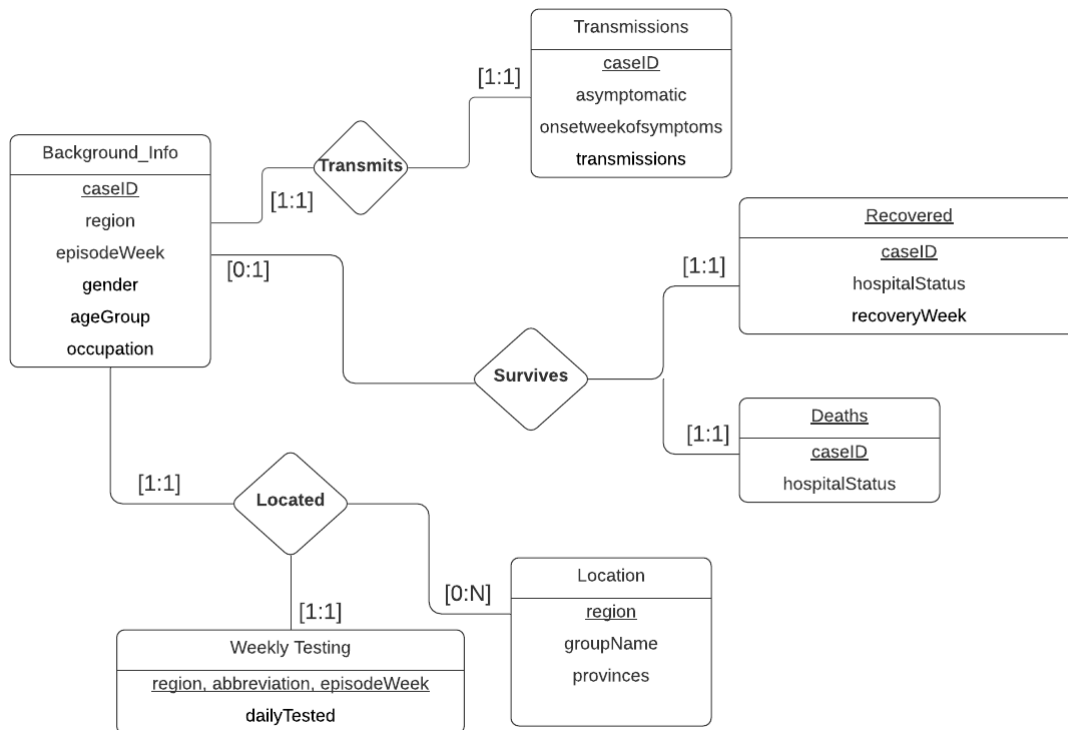 Transmissions
caseID
asymptomatic
onsetweekofsymptoms
transmissions
[1:1]
Transmits
[1:1]
Background_Info
caseID
region
episodeWeek
gender
ageGroup
occupation
[0:1]
Survives
[1:1]
Recovered
caseID
hospitalStatus
recoveryWeek
[1:1]
Deaths
caseID
hospitalStatus
[1:1]
Located
[0:N]
Location
region
groupName
provinces
[1:1]
Weekly Testing
region, abbreviation, episodeWeek
dailyTested